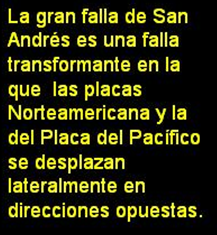 La gran falla de San
Andrés es una falla
transformante en la
que las placas
Norteamericana y la
del Placa del Pacífico
se desplazan
lateralmente en
direcciones opuestas.